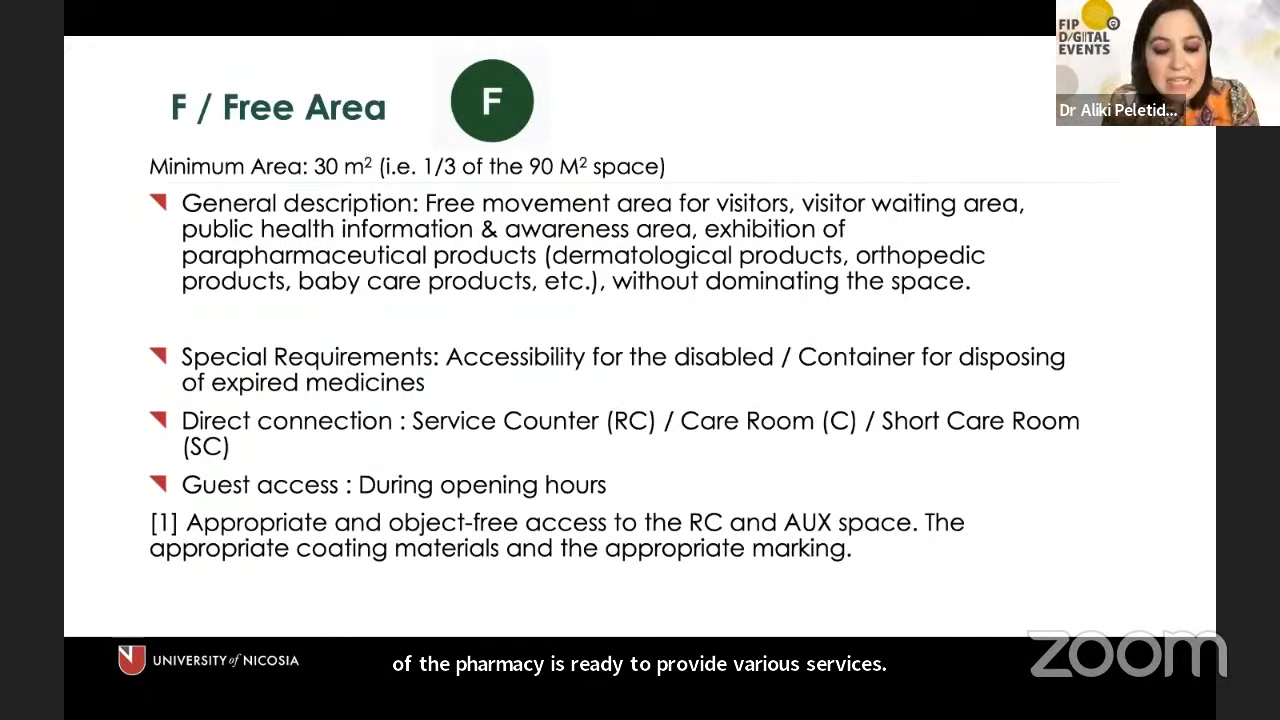 F / Free Area
F
Minimum Area: 30 m² (i.e. 1/3 of the 90 M² space)
General description: Free movement area for visitors, visitor waiting area,
public health information & awareness area, exhibition of
parapharmaceutical products (dermatological products, orthopedic
products, baby care products, etc.), without dominating the space.
Special Requirements: Accessibility for the disabled / Container for disposing
of expired medicines
Direct connection : Service Counter (RC) / Care Room (C) / Short Care Room
(SC)
Guest access : During opening hours
[1] Appropriate and object-free access to the RC and AUX space. The
appropriate coating materials and the appropriate marking.
FIP
D/GITAL
EVENTS
Dr Aliki Peletid...
UNIVERSITY of NICOSIA
of the pharmacy is ready to provide various services.
zoom